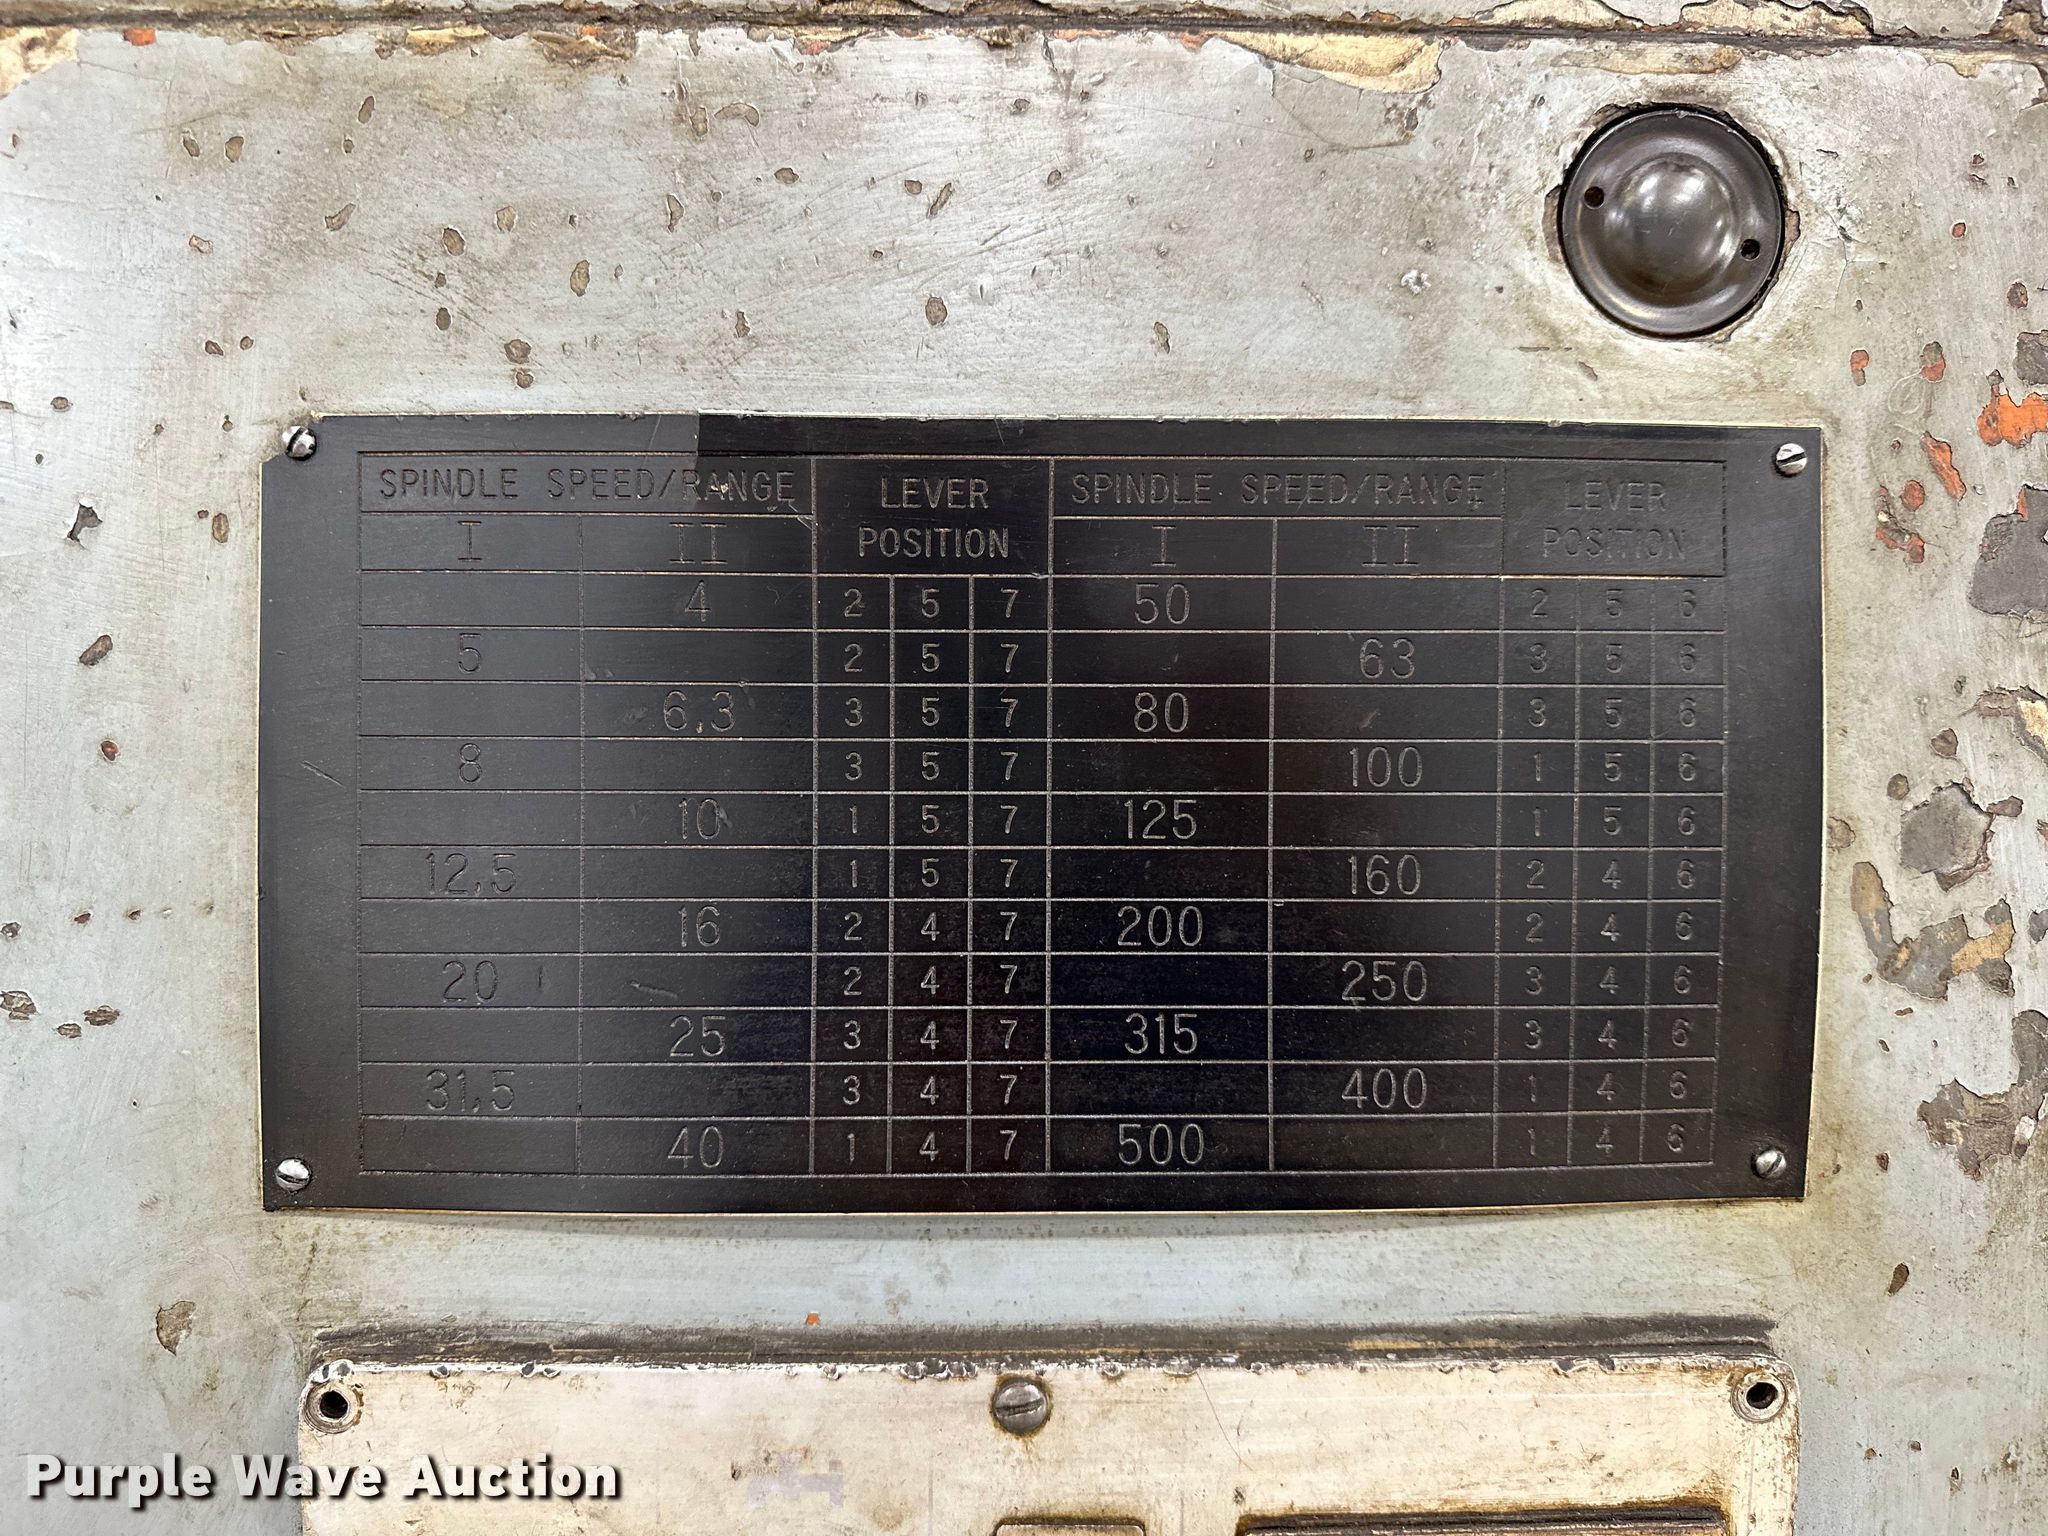 SPINDLE SPEED/RANGE LEVER POSITION SPINDLE SPEED/RANGE LEVER POSITION
I II I II
4 2 5 7 50 2 5 6
5 2 5 7 63 3 5 6
6,3 3 5 7 80 3 5 6
8 3 5 7 100 1 5 6
10 1 5 7 125 1 5 6
12,5 1 5 7 160 2 4 6
16 2 4 7 200 2 4 6
20 2 4 7 250 3 4 6
25 3 4 7 315 3 4 6
31,5 3 4 7 400 1 4 6
40 1 4 7 500 1 4 6
Purple Wave Auction